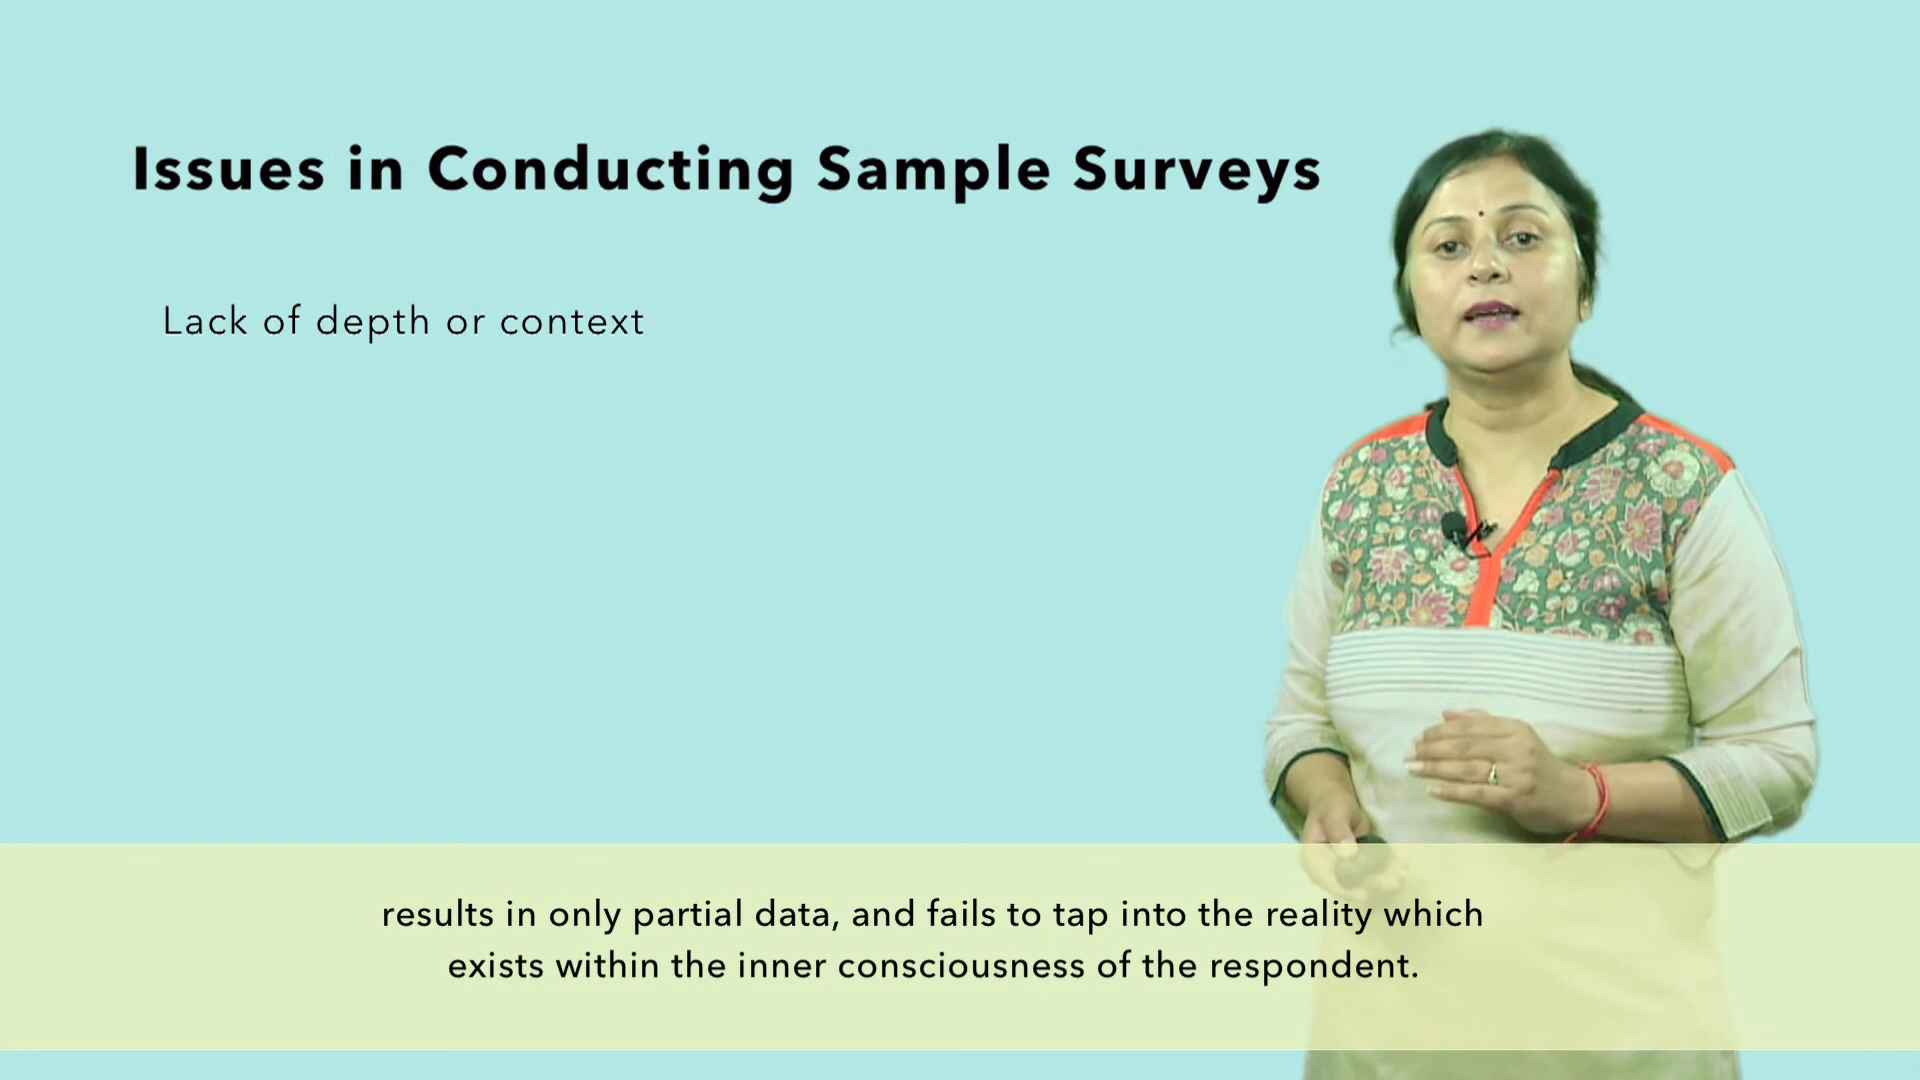 Issues in Conducting Sample Surveys
Lack of depth or context
results in only partial data, and fails to tap into the reality which
exists within the inner consciousness of the respondent.